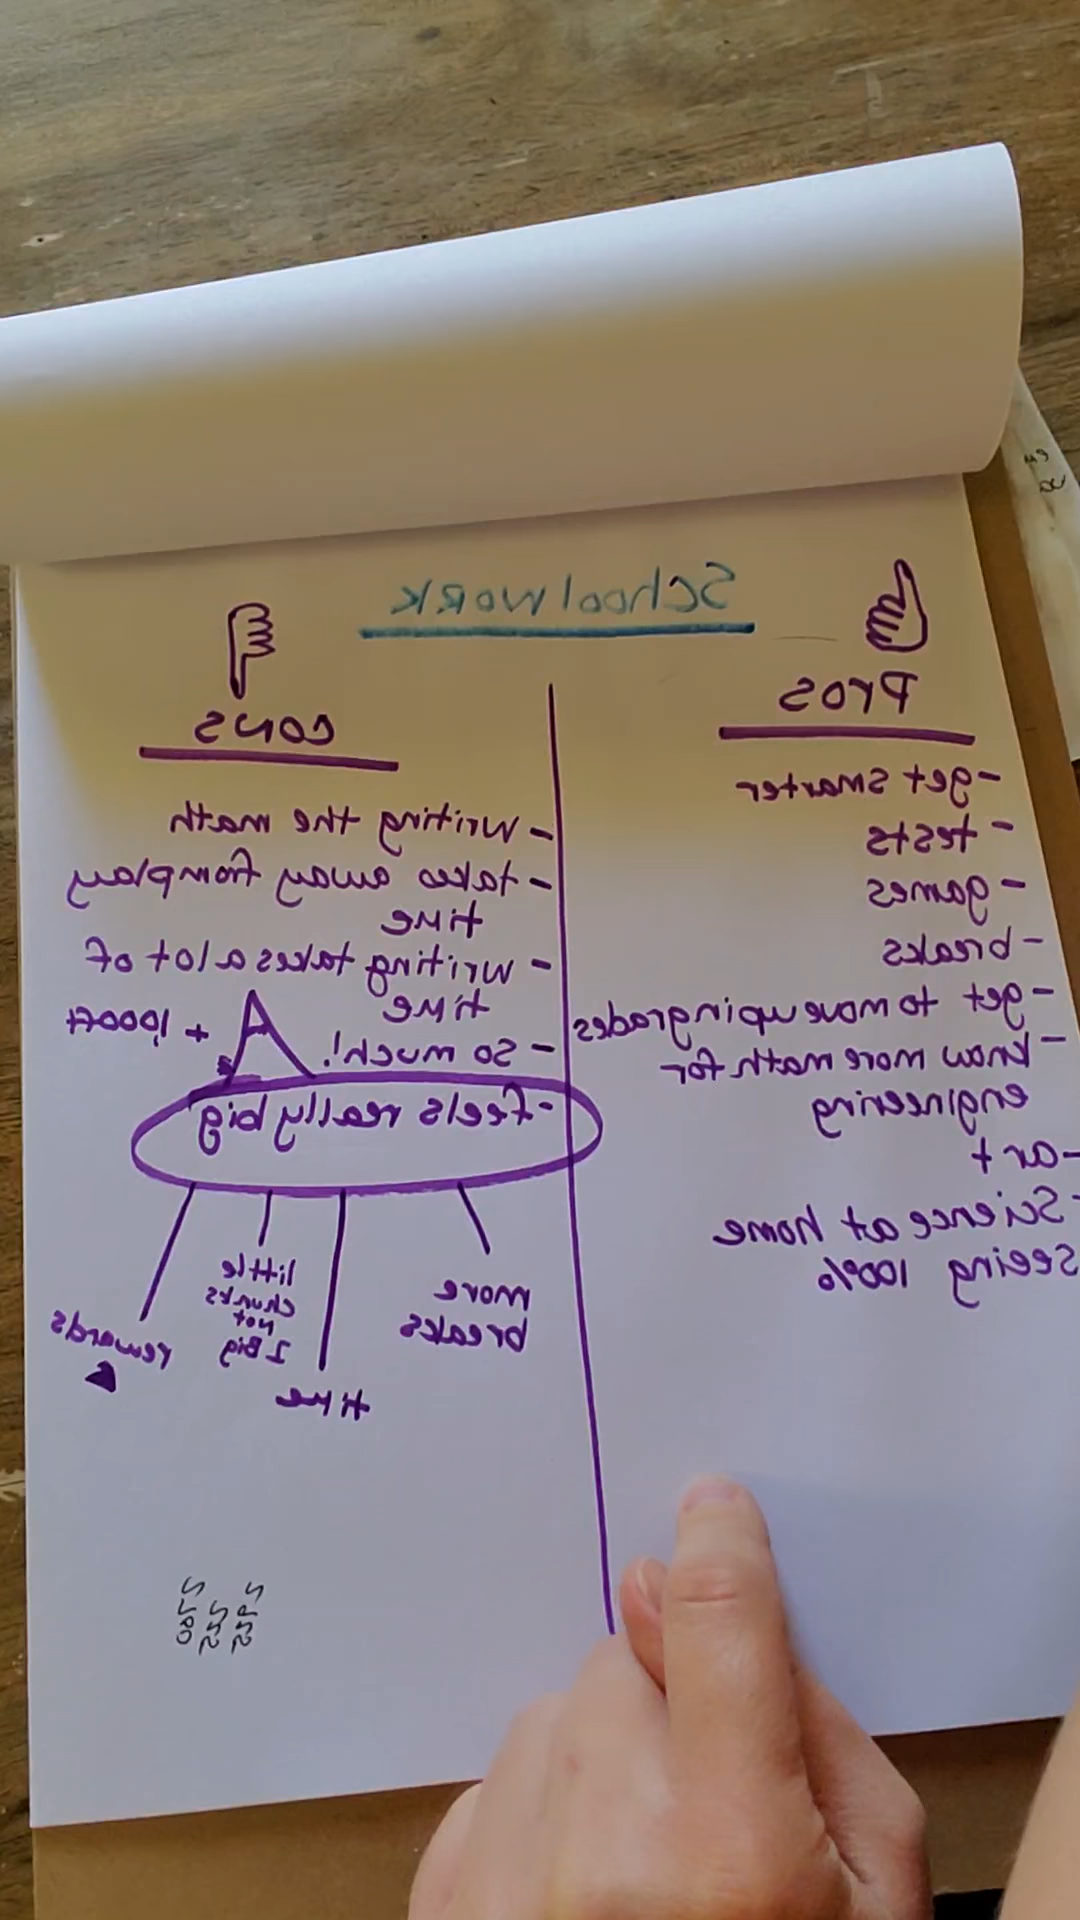 Schoolwork
Pros
-get smarter
-tests
-games
-breaks
-get to move up in grades
-know more math for
engineering
-art
-Science at home
seeing 100%
cons
-writing the math
-takes away from play
time
-writing takes a lot of
time
-so much!
+ 1,000ft
-feels really big
more
breaks
time
little
chunks
not
1 Big
rewards